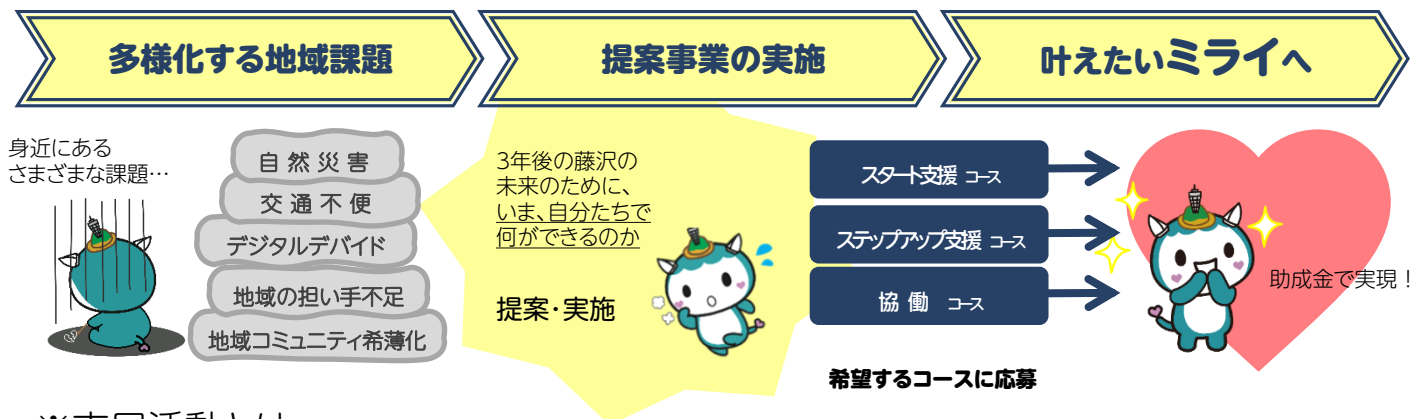 多様化する地域課題
提案事業の実施
叶えたいミライへ
身近にある
さまざまな課題…
自然災害
交通不便
デジタルデバイド
地域の担い手不足
地域コミュニティ希薄化
3年後の藤沢の
未来のために、
いま、自分たちで
何ができるのか
提案・実施
スタート支援 コース
ステップアップ支援 コース
協働 コース
希望するコースに応募
助成金で実現！